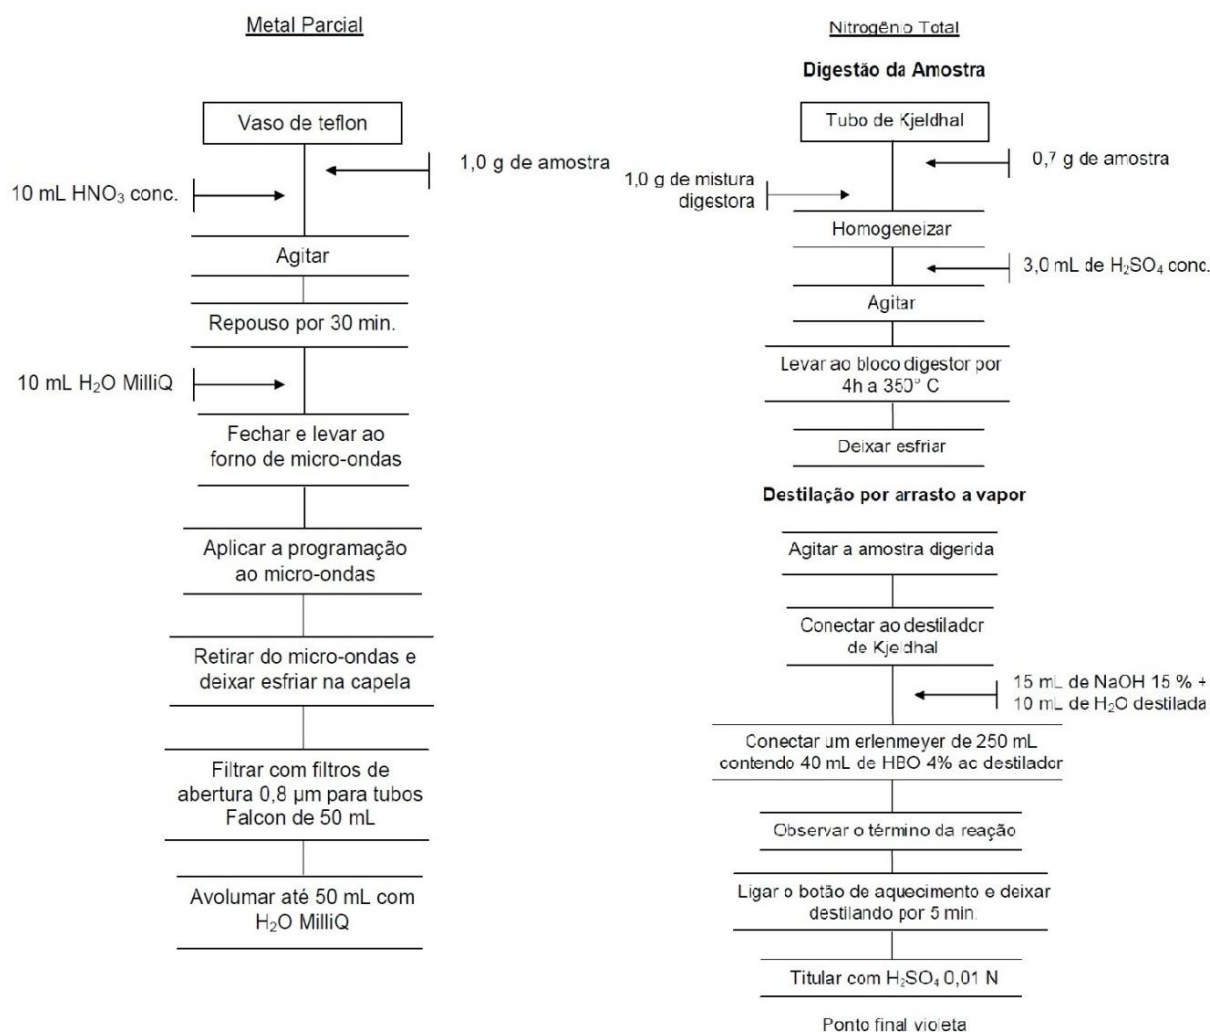 Metal Parcial
Vaso de teflon
1,0 g de amostra
10 mL HNO₃ conc.
Agitar
Repouso por 30 min.
10 mL H₂O MilliQ
Fechar e levar ao
forno de micro-ondas
Aplicar a programação
ao micro-ondas
Retirar do micro-ondas e
deixar esfriar na capela
Filtrar com filtros de
abertura 0,8 µm para tubos
Falcon de 50 mL
Avolumar até 50 mL com
H₂O MilliQ
Nitrogênio Total
Digestão da Amostra
Tubo de Kjeldhal
0,7 g de amostra
1,0 g de mistura
digestora
Homogeneizar
3,0 mL de H₂SO₄ conc.
Agitar
Levar ao bloco digestor por
4h a 350° C
Deixar esfriar
Destilação por arrasto a vapor
Agitar a amostra digerida
Conectar ao destilador
de Kjeldhal
15 mL de NaOH 15 % +
10 mL de H₂O destilada
Conectar um erlenmeyer de 250 mL
contendo 40 mL de HBO 4% ao destilador
Observar o término da reação
Ligar o botão de aquecimento e deixar
destilando por 5 min.
Titular com H₂SO₄ 0,01 N
Ponto final violeta